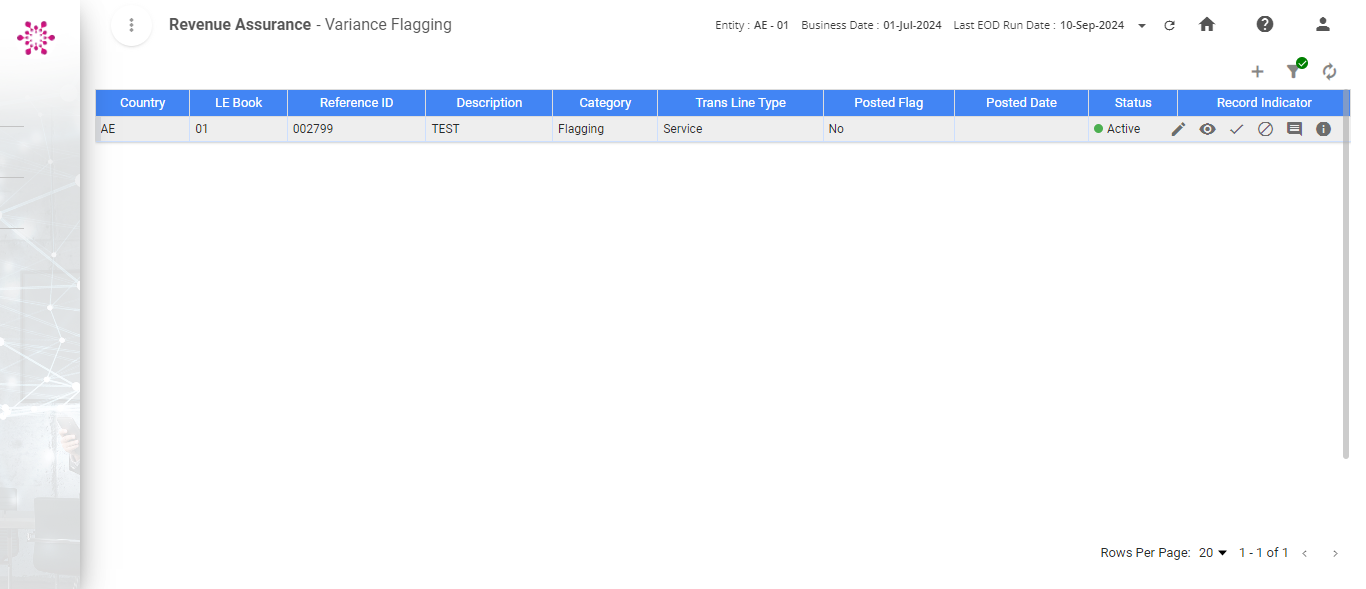 Revenue Assurance - Variance Flagging
Entity : AE - 01 Business Date : 01-Jul-2024 Last EOD Run Date : 10-Sep-2024
Country LE Book Reference ID Description Category Trans Line Type Posted Flag Posted Date Status Record Indicator
AE 01 002799 TEST Flagging Service No Active
Rows Per Page: 20 1 - 1 of 1